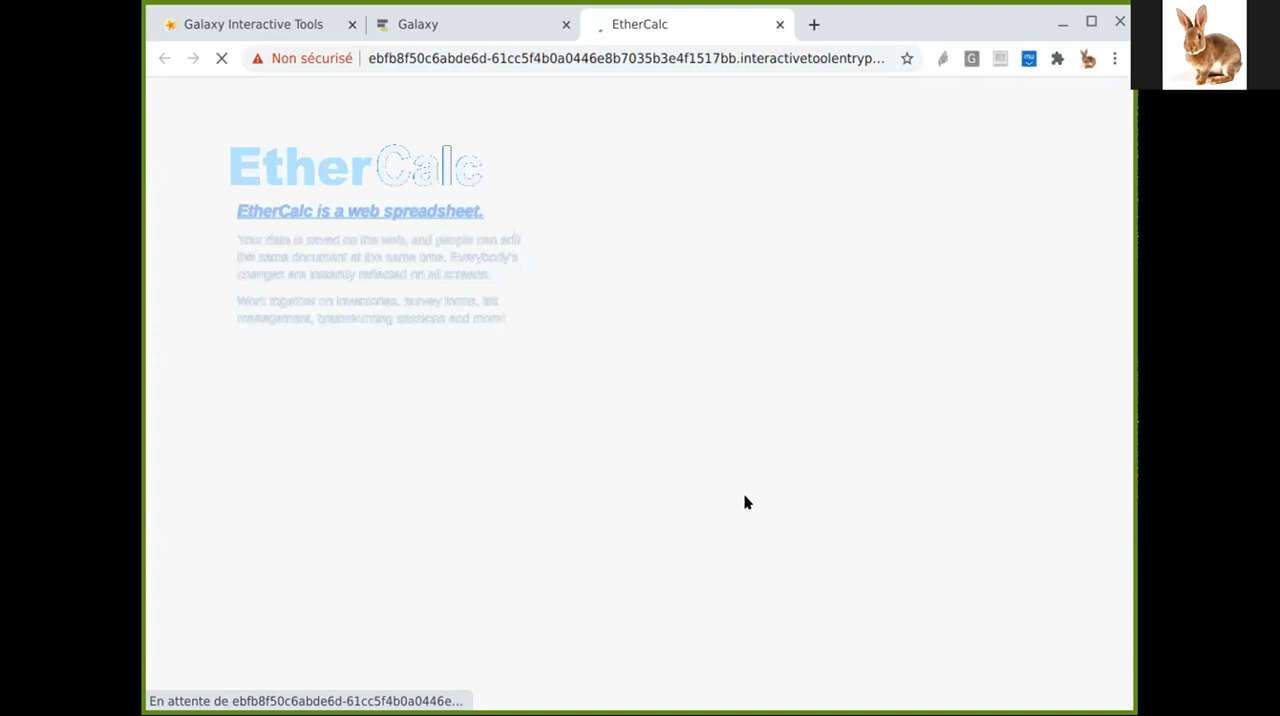 Galaxy Interactive Tools
Galaxy
EtherCalc
Non sécurisé
ebfb8f50c6abde6d-61cc5f4b0a0446e8b7035b3e4f1517bb.interactivetoolentryp...
G
mu
EtherCalc
EtherCalc is a web spreadsheet.
Your data is saved on the web, and people can edit
the same document at the same time. Everybody's
changes are instantly reflected on all screens.
Work together on inventories, survey forms, list
management, brainstorming sessions and more!
En attente de ebfb8f50c6abde6d-61cc5f4b0a0446e...